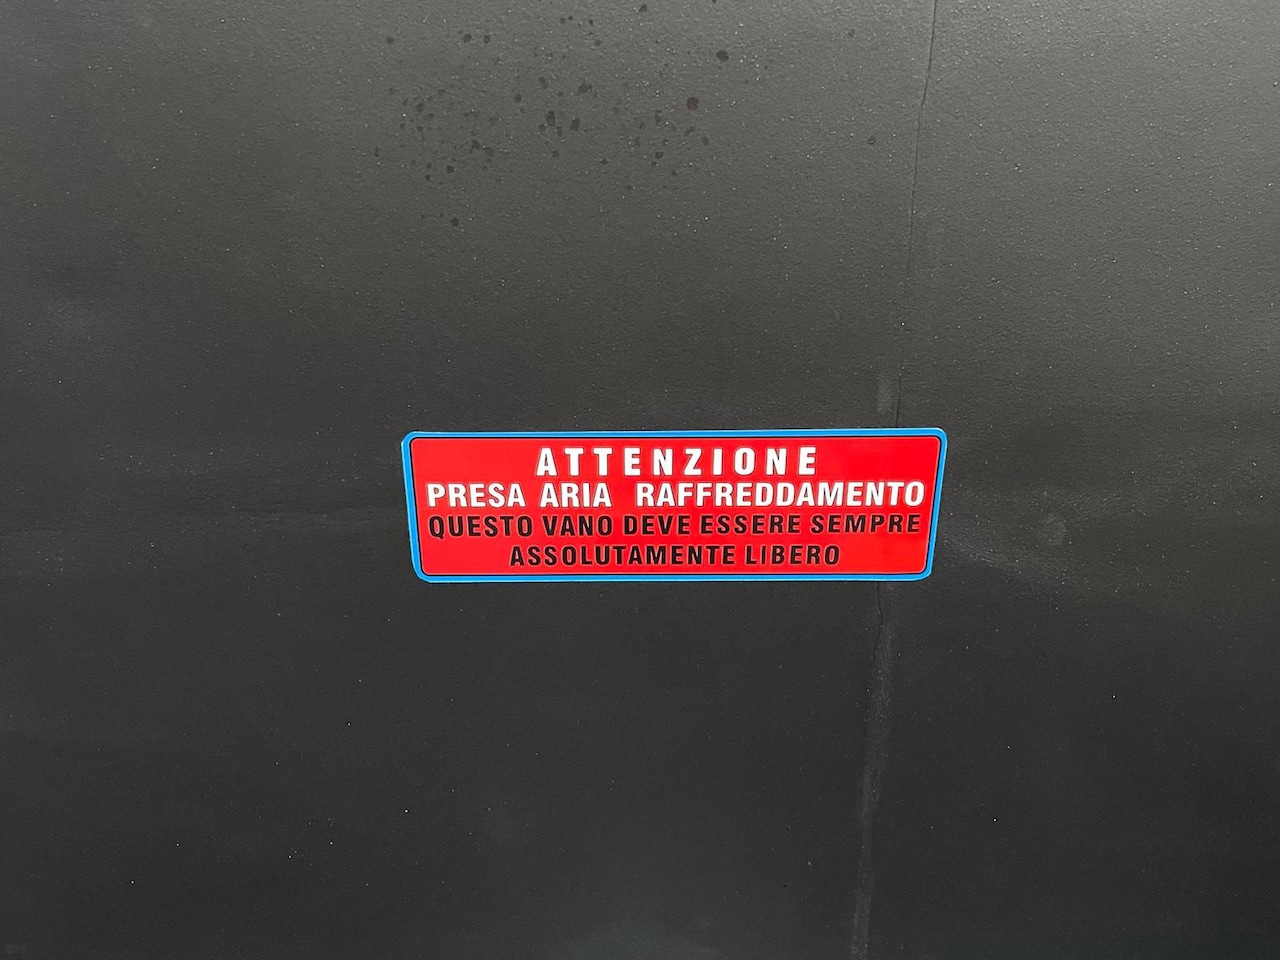 ATTENZIONE
PRESA ARIA RAFFREDDAMENTO
QUESTO VANO DEVE ESSERE SEMPRE
ASSOLUTAMENTE LIBERO